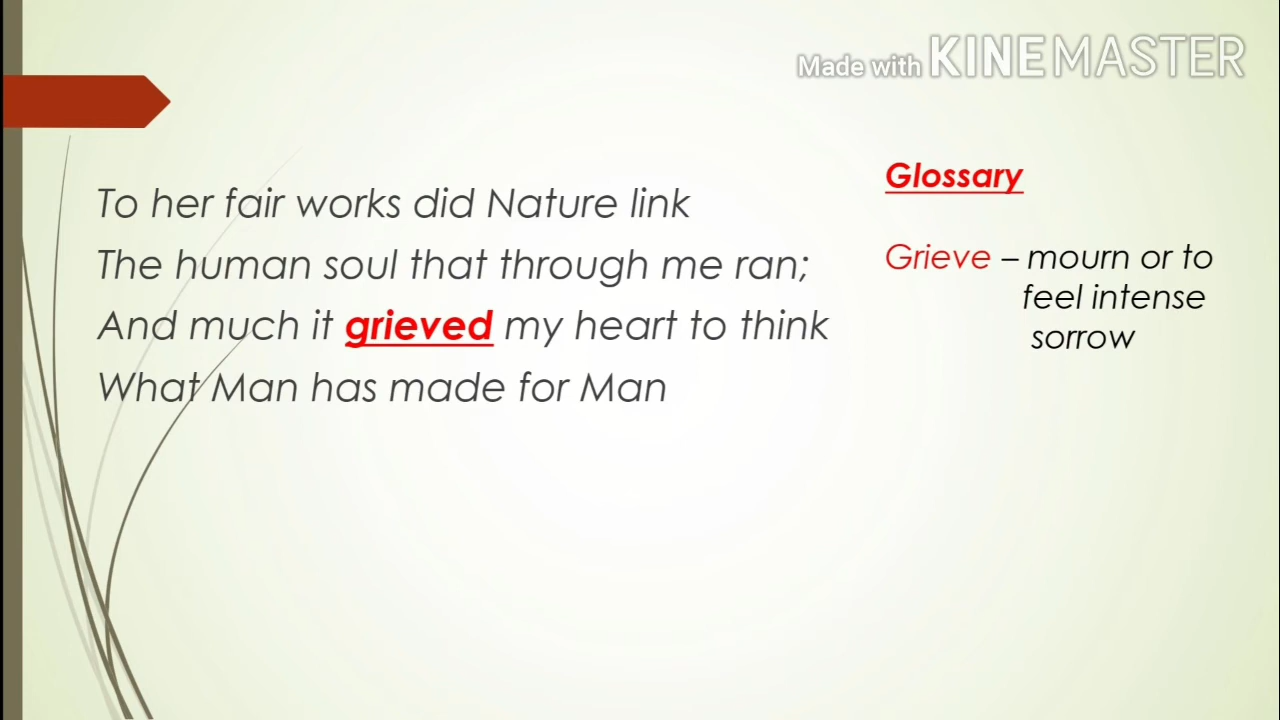 Made with KINEMASTER
To her fair works did Nature link
The human soul that through me ran;
And much it grieved my heart to think
What Man has made for Man
Glossary
Grieve – mourn or to
feel intense
sorrow